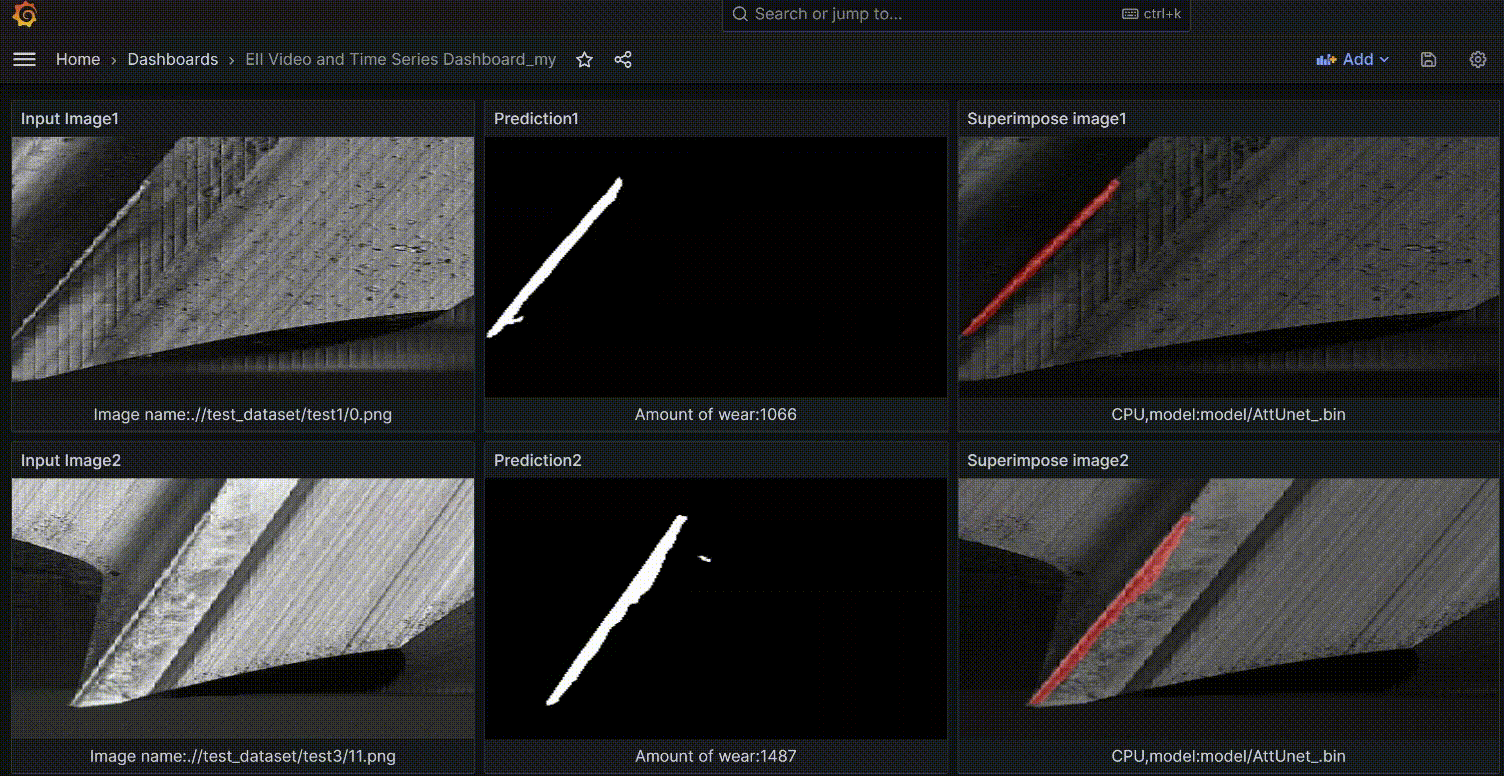 Search or jump to... ctrl+k
Home › Dashboards › EII Video and Time Series Dashboard_my Add
Input Image1 Prediction1 Superimpose image1
Image name:.//test_dataset/test1/0.png Amount of wear:1066 CPU,model:model/AttUnet_.bin
Input Image2 Prediction2 Superimpose image2
Image name:.//test_dataset/test3/11.png Amount of wear:1487 CPU,model:model/AttUnet_.bin